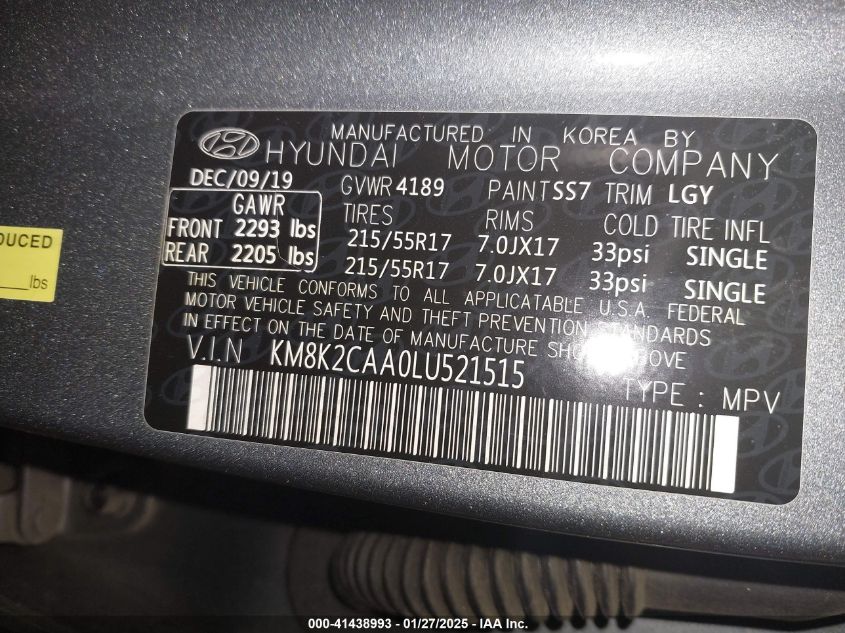 MANUFACTURED IN KOREA BY
HYUNDAI MOTOR COMPANY
DEC/09/19 GVWR 4189 PAINT SS7 TRIM LGY
GAWR TIRES RIMS COLD TIRE INFL
FRONT 2293 lbs 215/55R17 7.0JX17 33psi SINGLE
REAR 2205 lbs 215/55R17 7.0JX17 33psi SINGLE
THIS VEHICLE CONFORMS TO ALL APPLICATABLE U.S.A. FEDERAL
MOTOR VEHICLE SAFETY AND THEFT PREVENTION STANDARDS
IN EFFECT ON THE DATE OF MANUFACTURE ABOVE
V.I.N KM8K2CAA0LU521515
TYPE : MPV
DUCED
lbs
000-41438993 — 01/27/2025 — IAA Inc.